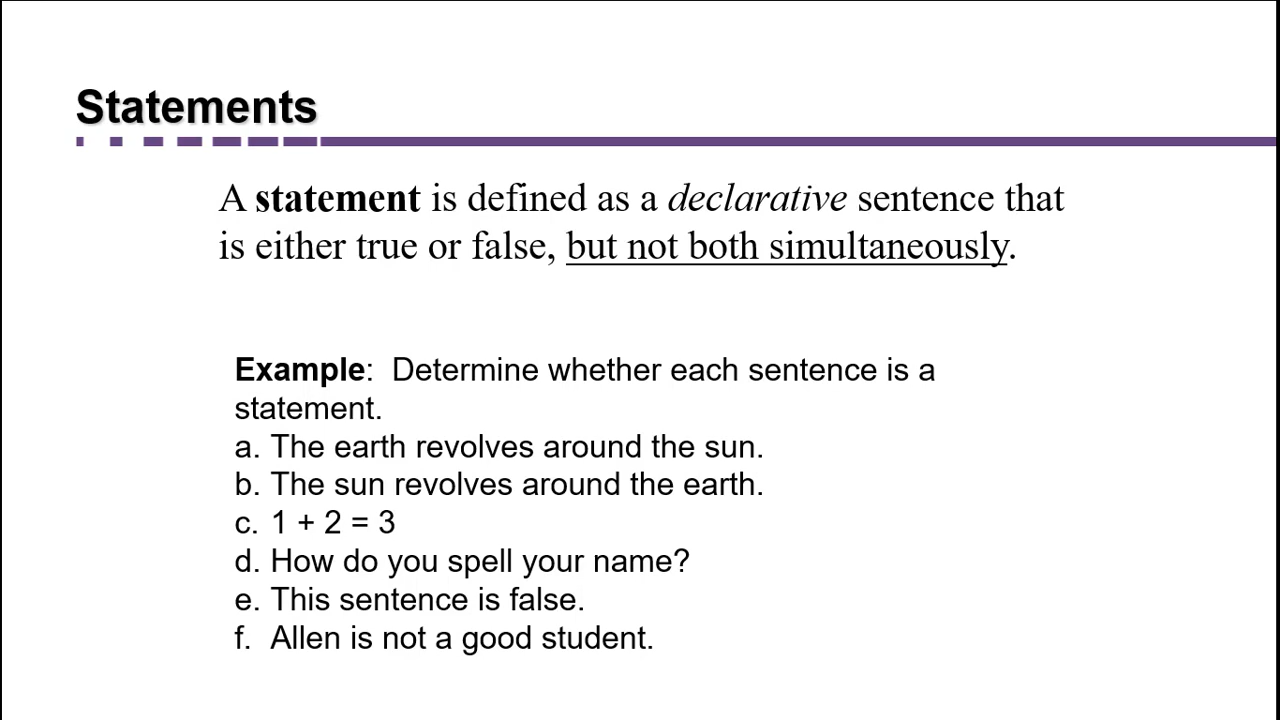 Statements
A statement is defined as a declarative sentence that
is either true or false, but not both simultaneously.
Example:  Determine whether each sentence is a
statement.
a. The earth revolves around the sun.
b. The sun revolves around the earth.
c. 1 + 2 = 3
d. How do you spell your name?
e. This sentence is false.
f.  Allen is not a good student.